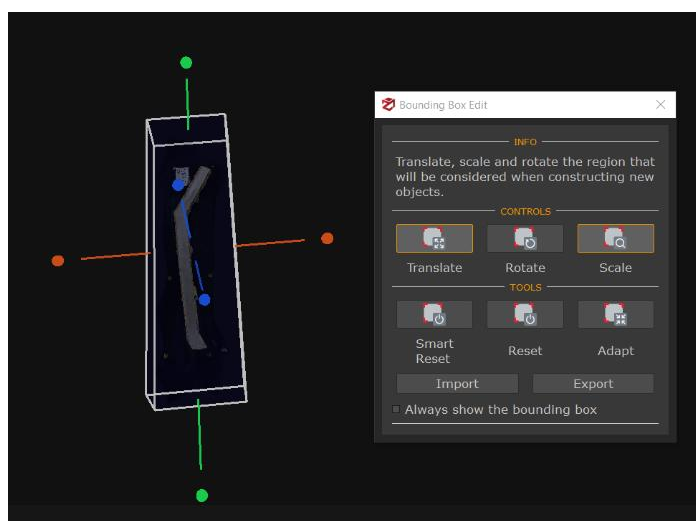 Bounding Box Edit
INFO
Translate, scale and rotate the region that
will be considered when constructing new
objects.
CONTROLS
Translate Rotate Scale
TOOLS
Smart Reset Reset Adapt
Import Export
Always show the bounding box